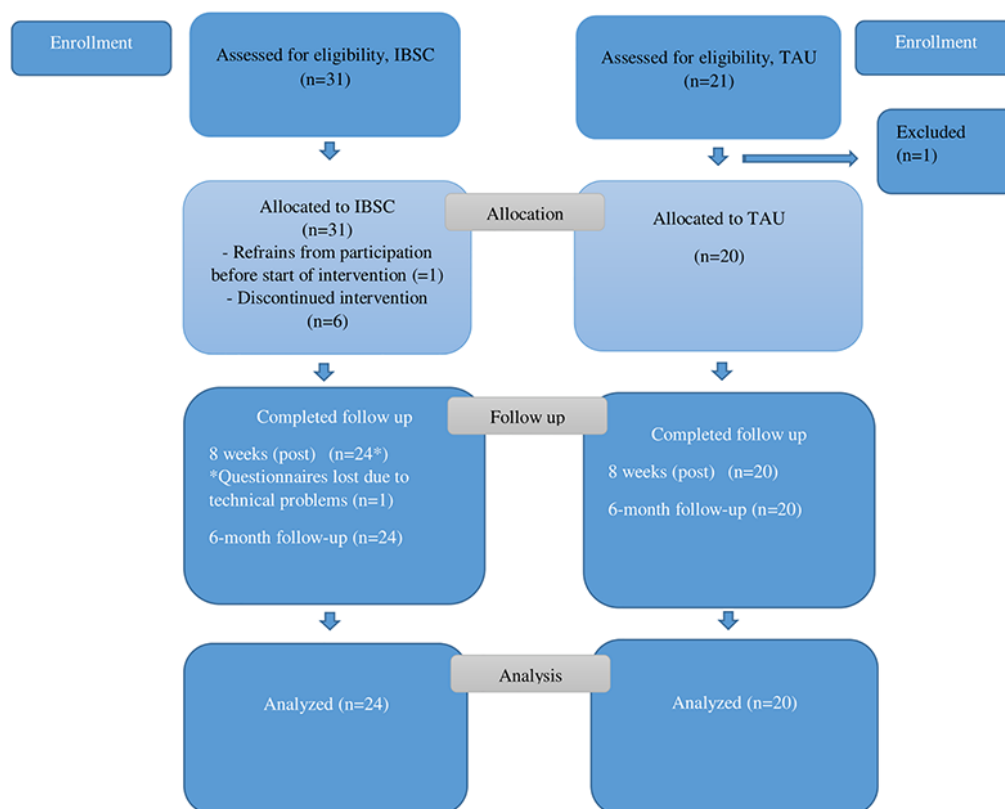 Enrollment
Assessed for eligibility, IBSC
(n=31)
Assessed for eligibility, TAU
(n=21)
Enrollment
Excluded
(n=1)
Allocated to IBSC
(n=31)
- Refrains from participation
before start of intervention (=1)
- Discontinued intervention
(n=6)
Allocation
Allocated to TAU
(n=20)
Completed follow up
8 weeks (post) (n=24*)
*Questionnaires lost due to
technical problems (n=1)
6-month follow-up (n=24)
Follow up
Completed follow up
8 weeks (post) (n=20)
6-month follow-up (n=20)
Analyzed (n=24)
Analysis
Analyzed (n=20)